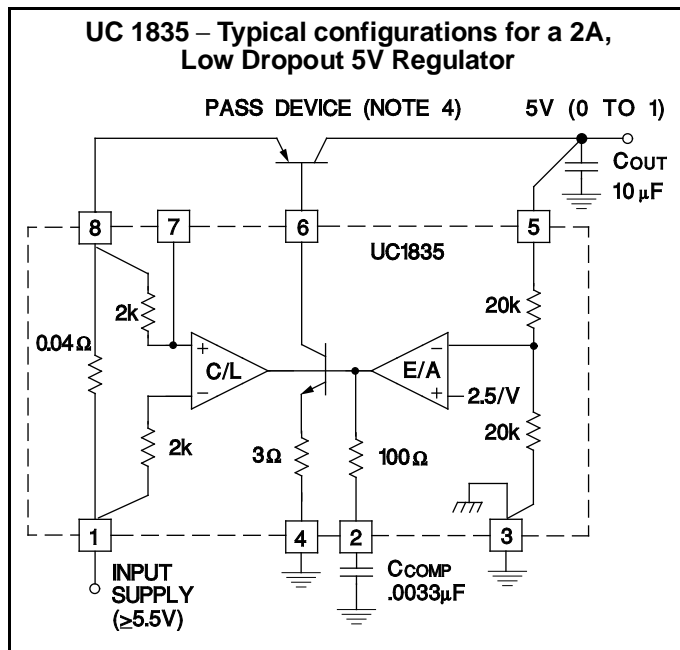 UC 1835 – Typical configurations for a 2A,
Low Dropout 5V Regulator
PASS DEVICE (NOTE 4)
5V (0 TO 1)
COUT
10 μF
8
7
6
5
UC1835
2k
20k
0.04Ω
+
C/L
−
−
E/A
+
2.5/V
2k
3Ω
100Ω
20k
1
4
2
3
INPUT
SUPPLY
(≥5.5V)
CCOMP
.0033μF